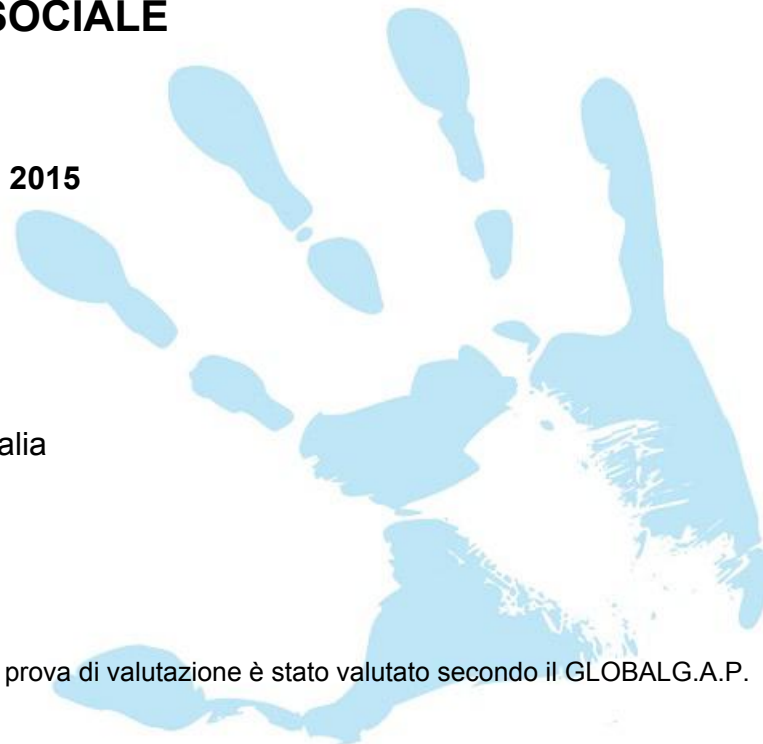 SOCIALE
2015
alia
prova di valutazione è stato valutato secondo il GLOBALG.A.P.